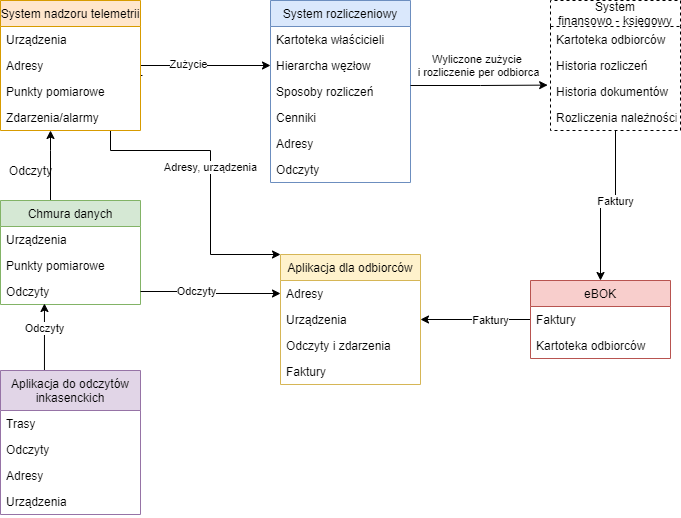 System nadzoru telemetrii
Urządzenia
Adresy
Punkty pomiarowe
Zdarzenia/alarmy
Zużycie
System rozliczeniowy
Kartoteka właścicieli
Hierarcha węzłow
Sposoby rozliczeń
Cenniki
Adresy
Odczyty
Wyliczone zużycie
i rozliczenie per odbiorca
System
finansowo - księgowy
Kartoteka odbiorców
Historia rozliczeń
Historia dokumentów
Rozliczenia należności
Odczyty
Adresy, urządzenia
Faktury
Chmura danych
Urządzenia
Punkty pomiarowe
Odczyty
Odczyty
Aplikacja dla odbiorców
Adresy
Urządzenia
Odczyty i zdarzenia
Faktury
Faktury
eBOK
Faktury
Kartoteka odbiorców
Odczyty
Aplikacja do odczytów
inkasenckich
Trasy
Odczyty
Adresy
Urządzenia